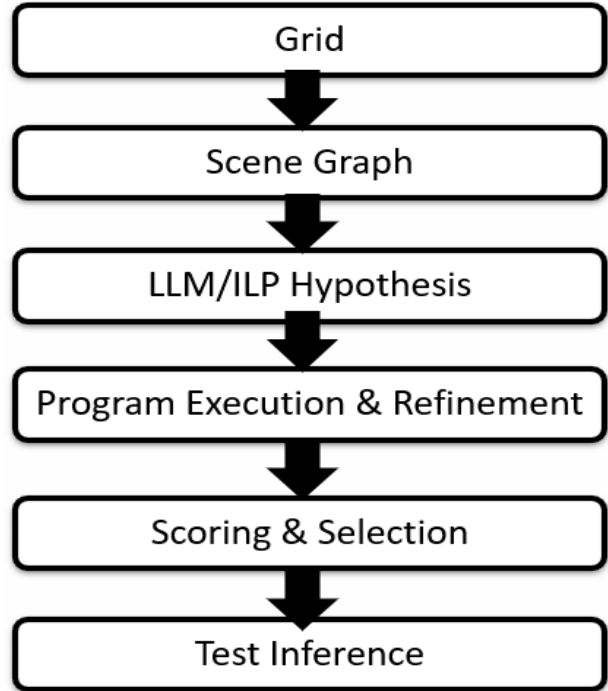 Grid
Scene Graph
LLM/ILP Hypothesis
Program Execution & Refinement
Scoring & Selection
Test Inference